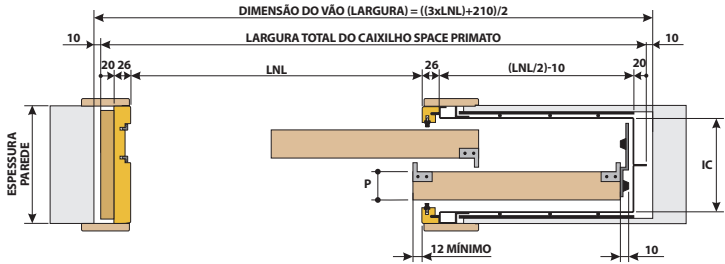 DIMENSÃO DO VÃO (LARGURA) = ((3xLNL)+210)/2
10 LARGURA TOTAL DO CAIXILHO SPACE PRIMATO 10
20 26 LNL 26 (LNL/2)-10 20
ESPESSURA
PAREDE
IC
P
12 MÍNIMO 10